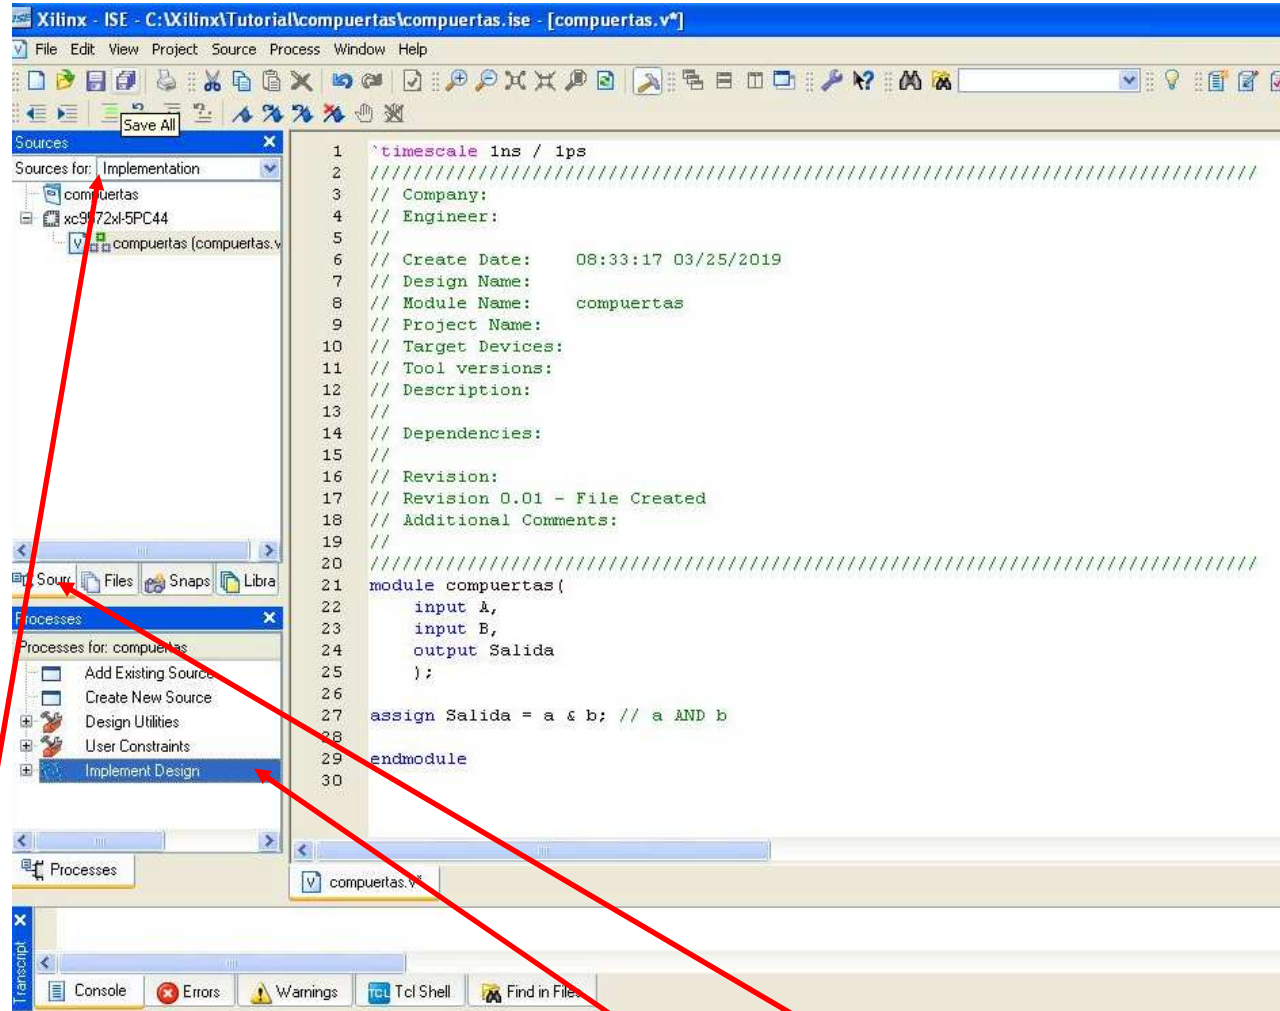 Xilinx - ISE - C:\Xilinx\Tutorial\compuertas\compuertas.ise - [compuertas.v*]
File Edit View Project Source Process Window Help
Save All
Sources
Sources for: Implementation
compuertas
xc9572xl-5PC44
compuertas (compuertas.v
Sourc Files Snaps Libra
Processes
Processes for: compuertas
Add Existing Source
Create New Source
Design Utilities
User Constraints
Implement Design
Processes
1 `timescale 1ns / 1ps
2 //////////////////////////////////////////////////////////////////////////////////
3 // Company:
4 // Engineer:
5 //
6 // Create Date:    08:33:17 03/25/2019
7 // Design Name:
8 // Module Name:    compuertas
9 // Project Name:
10 // Target Devices:
11 // Tool versions:
12 // Description:
13 //
14 // Dependencies:
15 //
16 // Revision:
17 // Revision 0.01 - File Created
18 // Additional Comments:
19 //
20 //////////////////////////////////////////////////////////////////////////////////
21 module compuertas(
22     input A,
23     input B,
24     output Salida
25     );
26
27 assign Salida = a & b; // a AND b
28
29 endmodule
30
compuertas.v*
Transcript
Console Errors Warnings Tcl Shell Find in Files